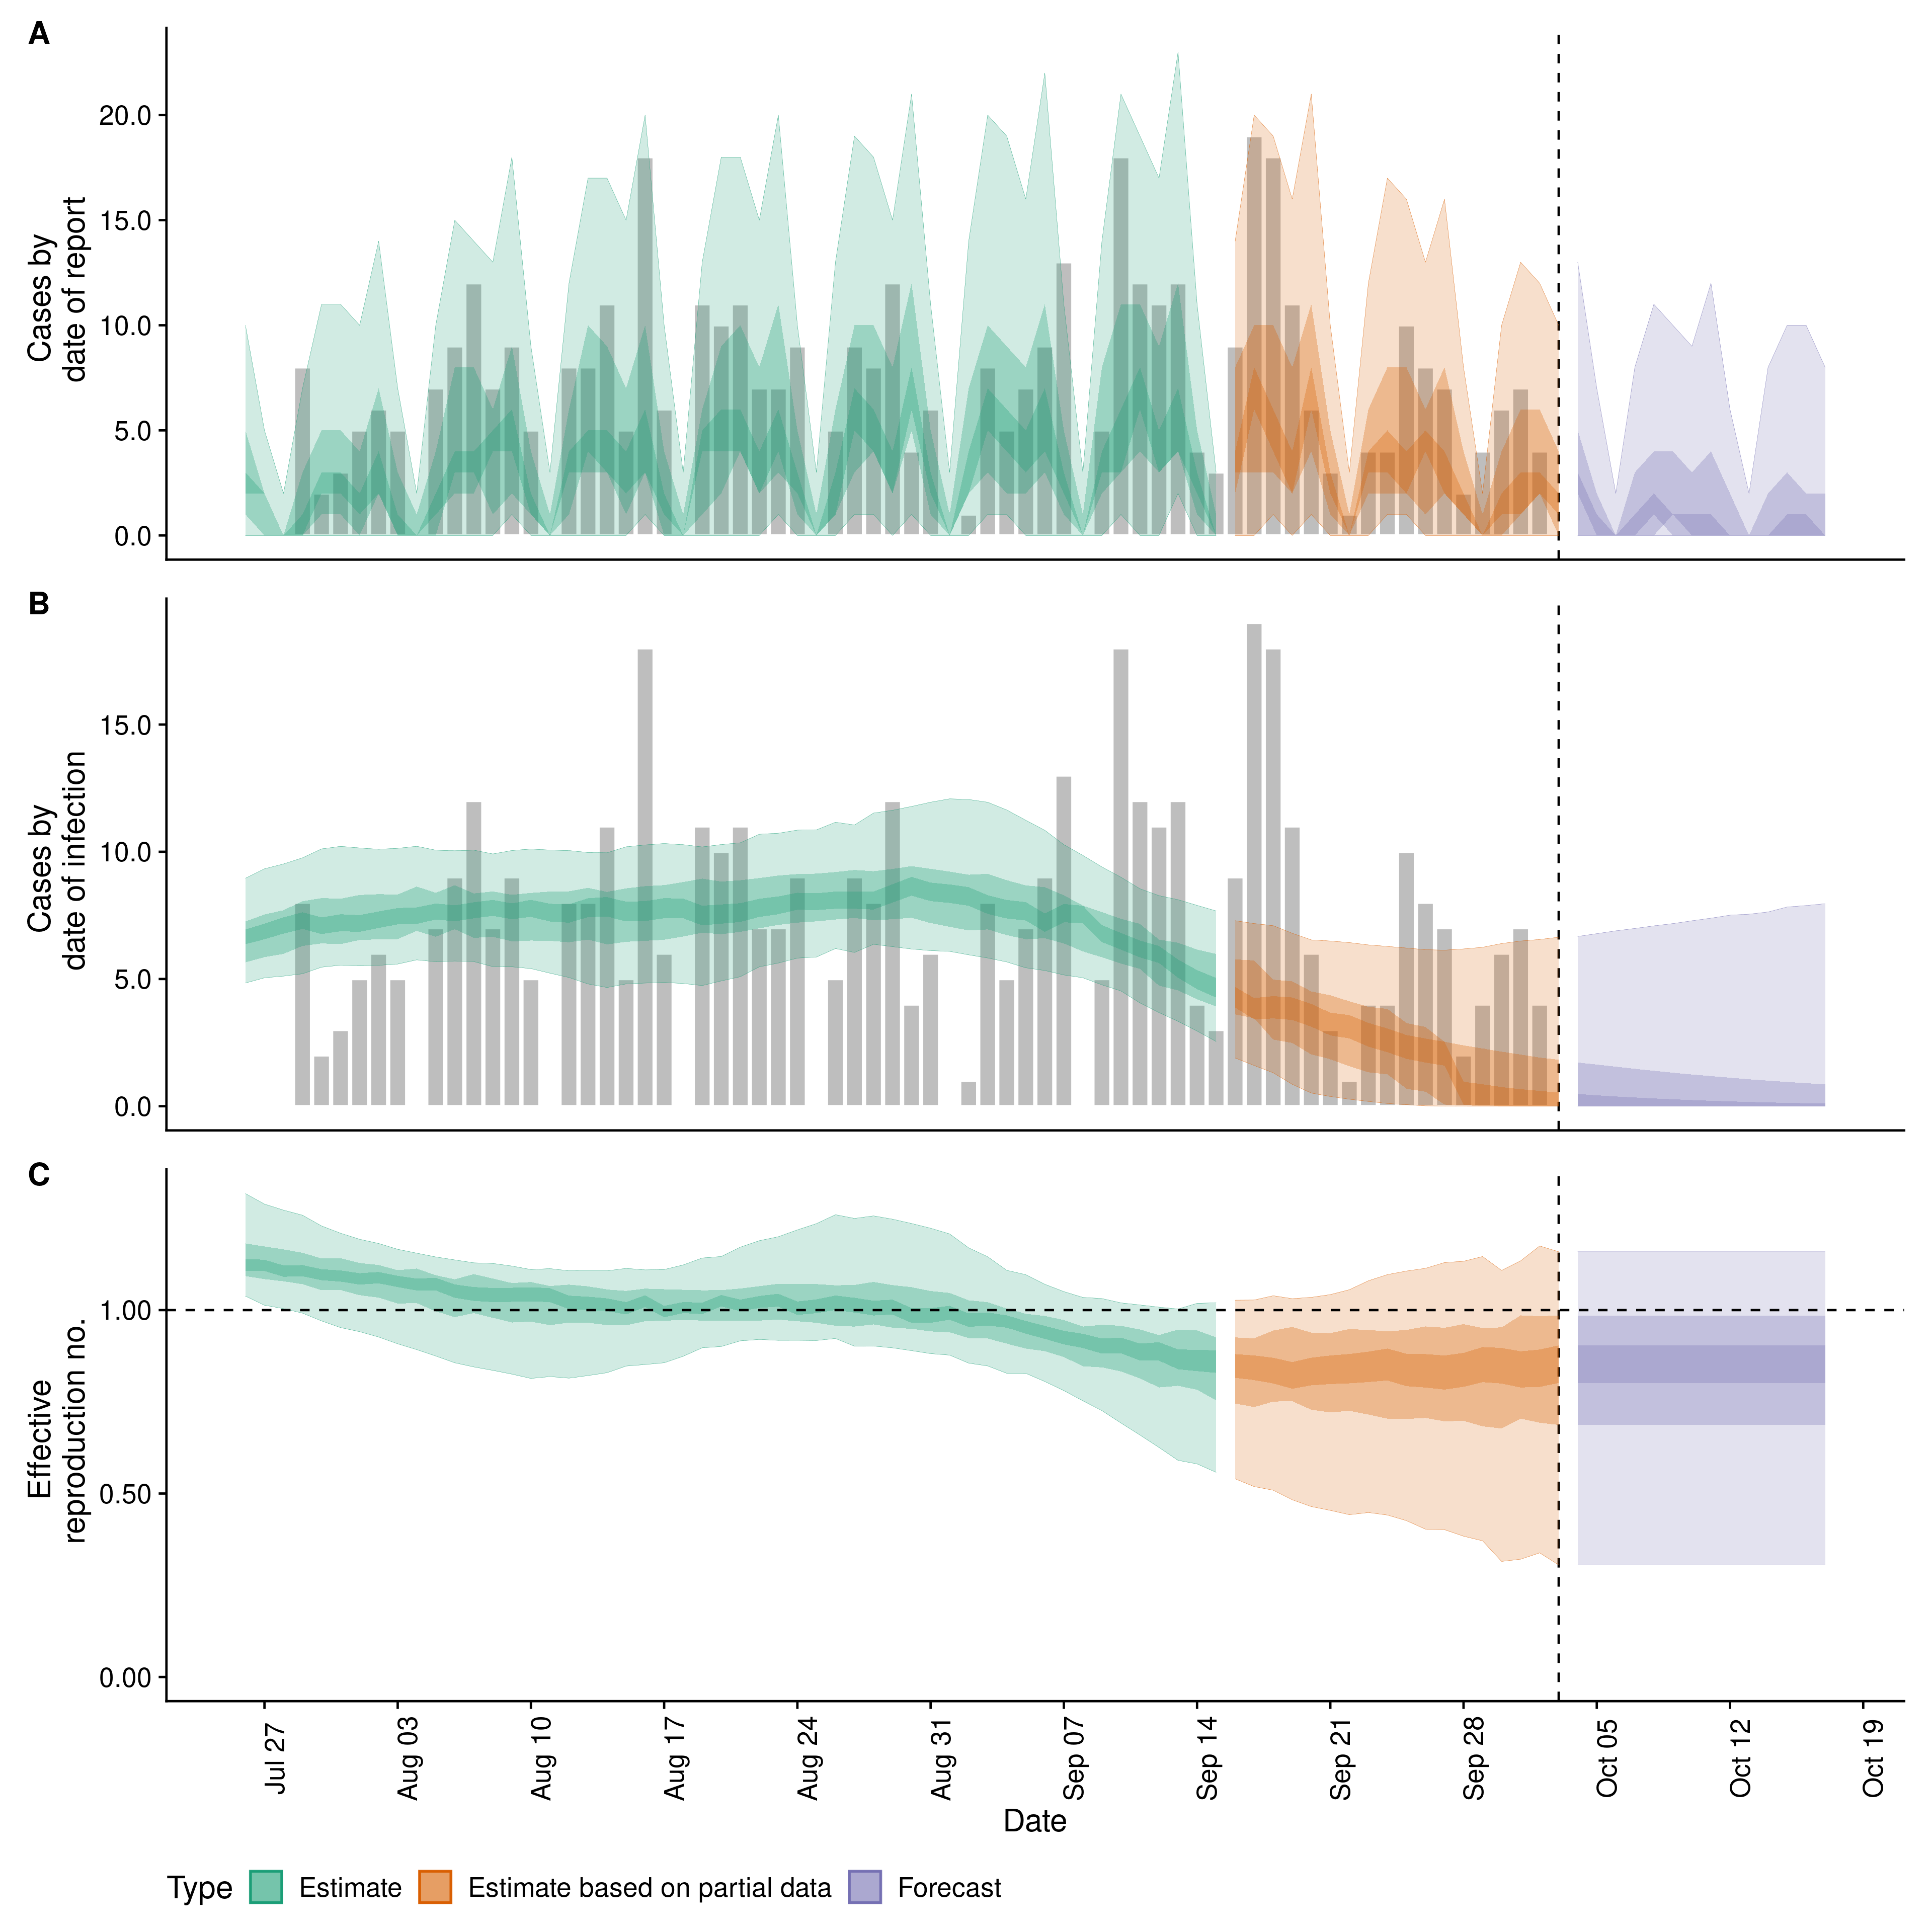 A
Cases by
date of report
20.0
15.0
10.0
5.0
0.0
B
Cases by
date of infection
15.0
10.0
5.0
0.0
C
Effective
reproduction no.
1.00
0.50
0.00
Jul 27
Aug 03
Aug 10
Aug 17
Aug 24
Aug 31
Sep 07
Sep 14
Sep 21
Sep 28
Oct 05
Oct 12
Oct 19
Date
Type Estimate Estimate based on partial data Forecast